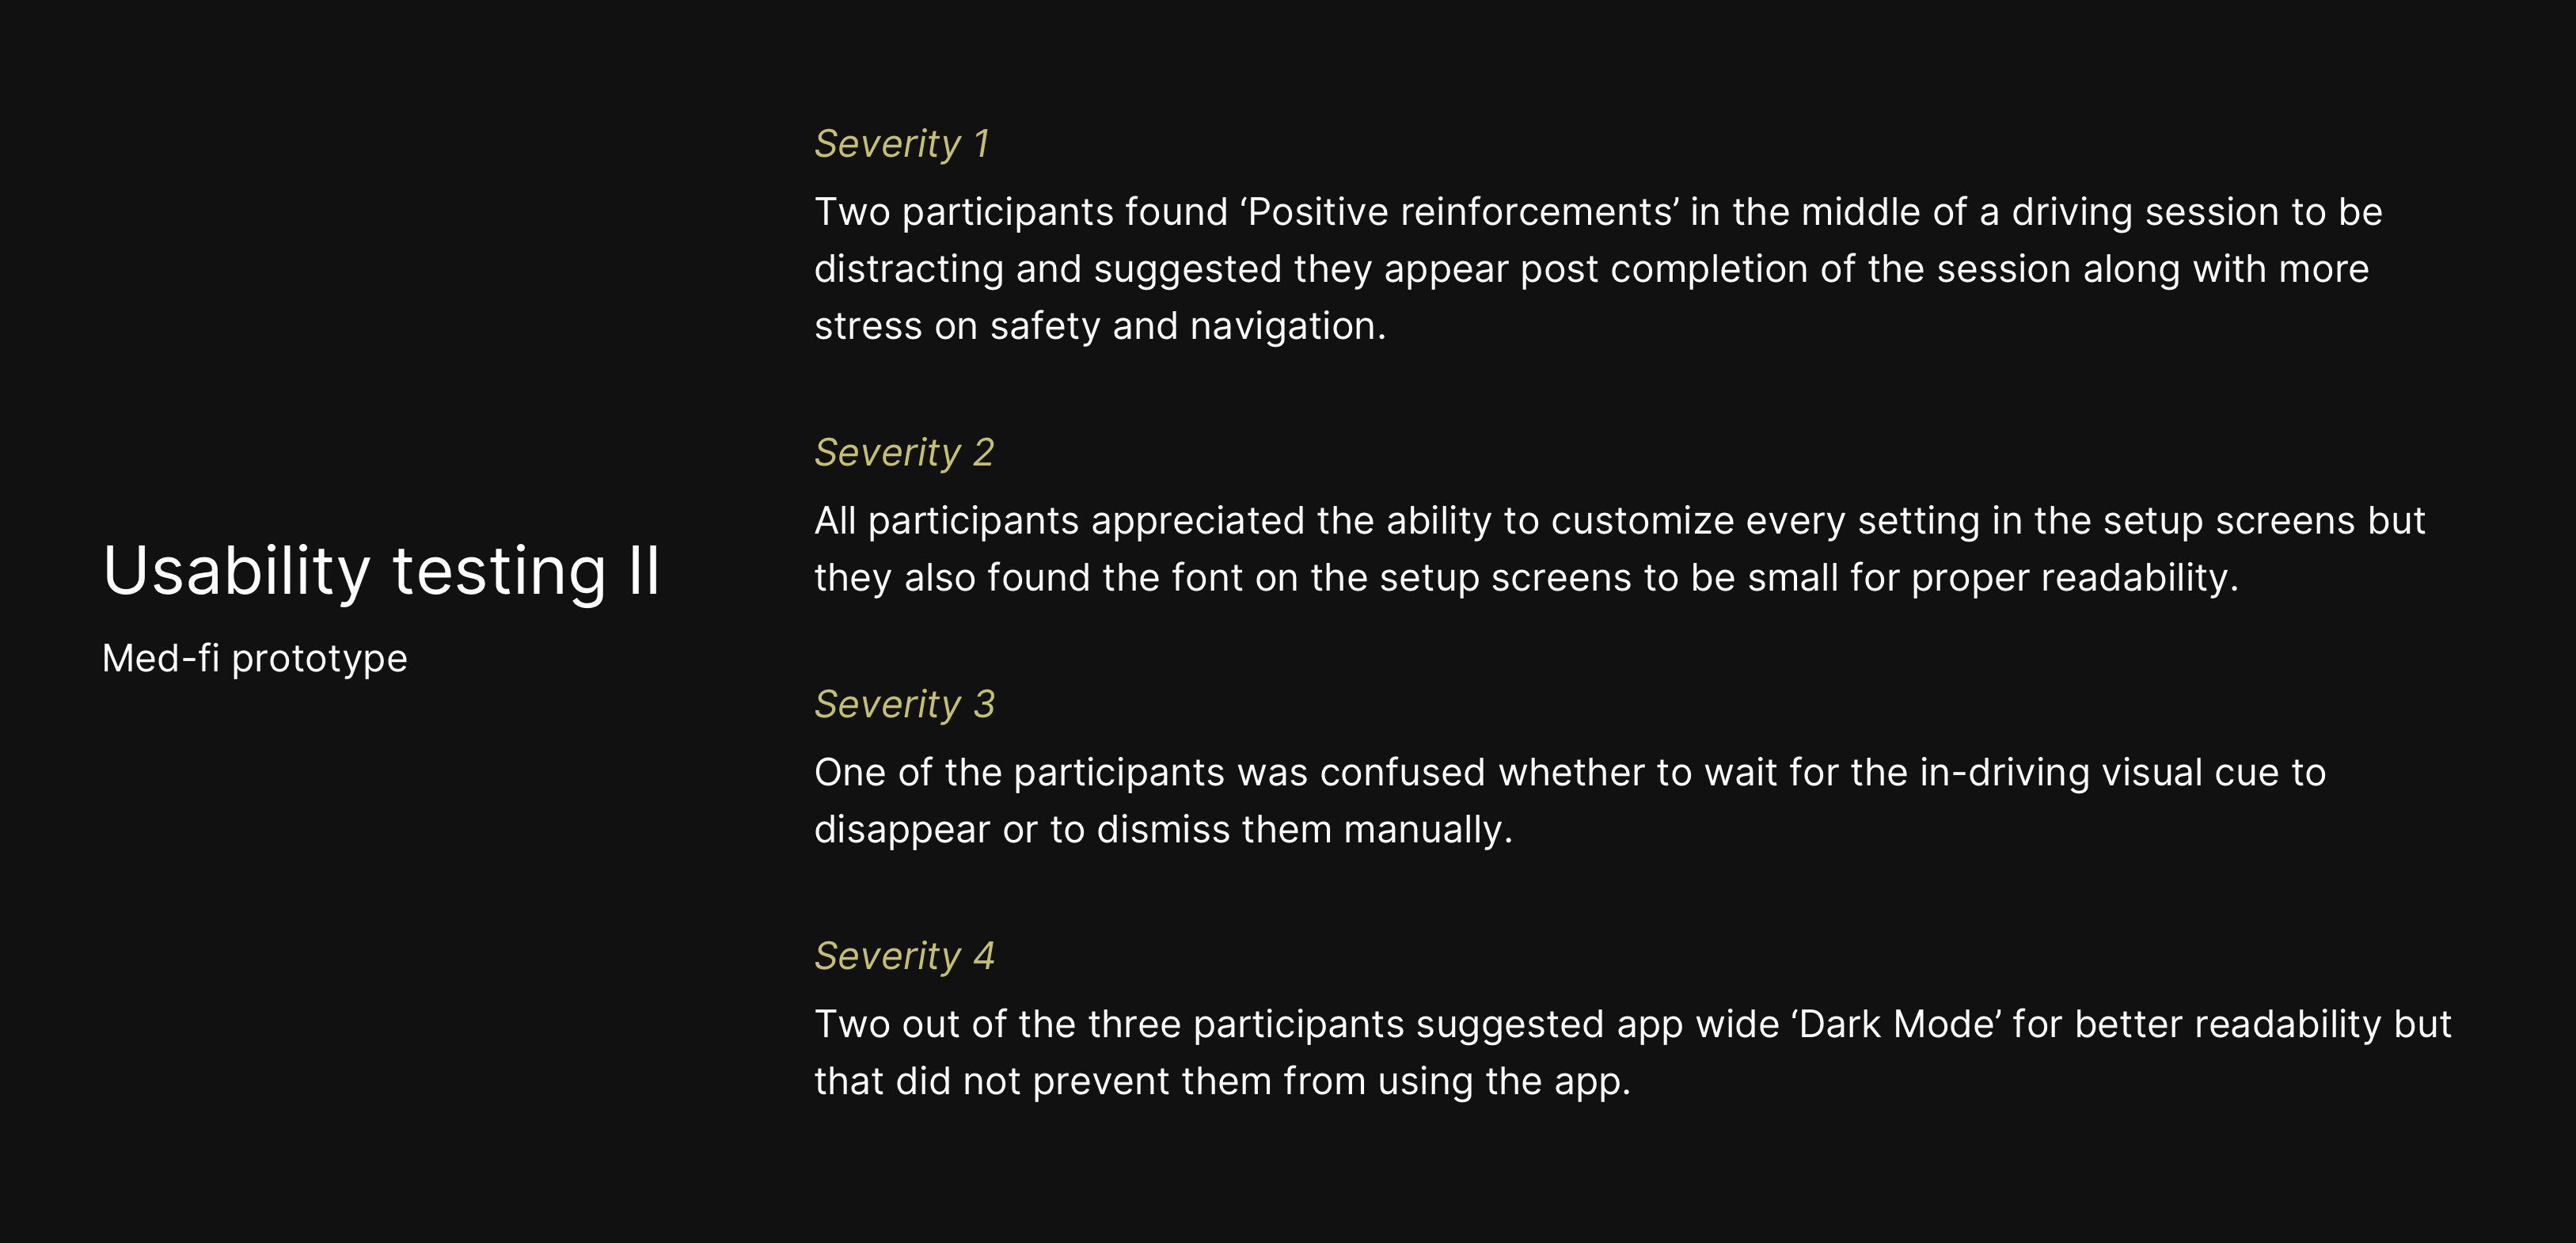 Usability testing II
Med-fi prototype
Severity 1
Two participants found ‘Positive reinforcements’ in the middle of a driving session to be
distracting and suggested they appear post completion of the session along with more
stress on safety and navigation.
Severity 2
All participants appreciated the ability to customize every setting in the setup screens but
they also found the font on the setup screens to be small for proper readability.
Severity 3
One of the participants was confused whether to wait for the in-driving visual cue to
disappear or to dismiss them manually.
Severity 4
Two out of the three participants suggested app wide ‘Dark Mode’ for better readability but
that did not prevent them from using the app.